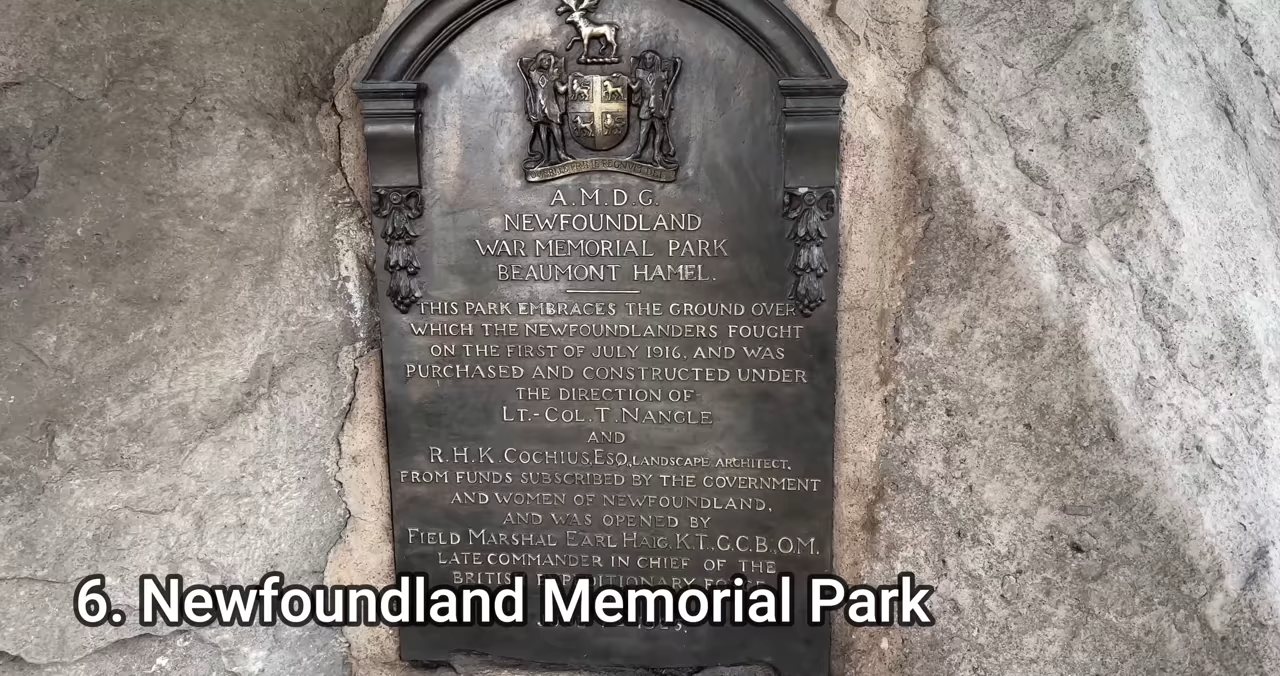 A.M.D.G.
NEWFOUNDLAND
WAR MEMORIAL PARK
BEAUMONT HAMEL.
THIS PARK EMBRACES THE GROUND OVER
WHICH THE NEWFOUNDLANDERS FOUGHT
ON THE FIRST OF JULY 1916, AND WAS
PURCHASED AND CONSTRUCTED UNDER
THE DIRECTION OF
LT.-COL. T. NANGLE
AND
R.H.K. COCHIUS, ESQ., LANDSCAPE ARCHITECT,
FROM FUNDS SUBSCRIBED BY THE GOVERNMENT
AND WOMEN OF NEWFOUNDLAND,
AND WAS OPENED BY
FIELD MARSHAL EARL HAIG, K.T., G.C.B., O.M.
LATE COMMANDER IN CHIEF OF THE
BRITISH EXPEDITIONARY FORCE
6. Newfoundland Memorial Park